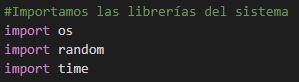 #Importamos las librerías del sistema
import os
import random
import time